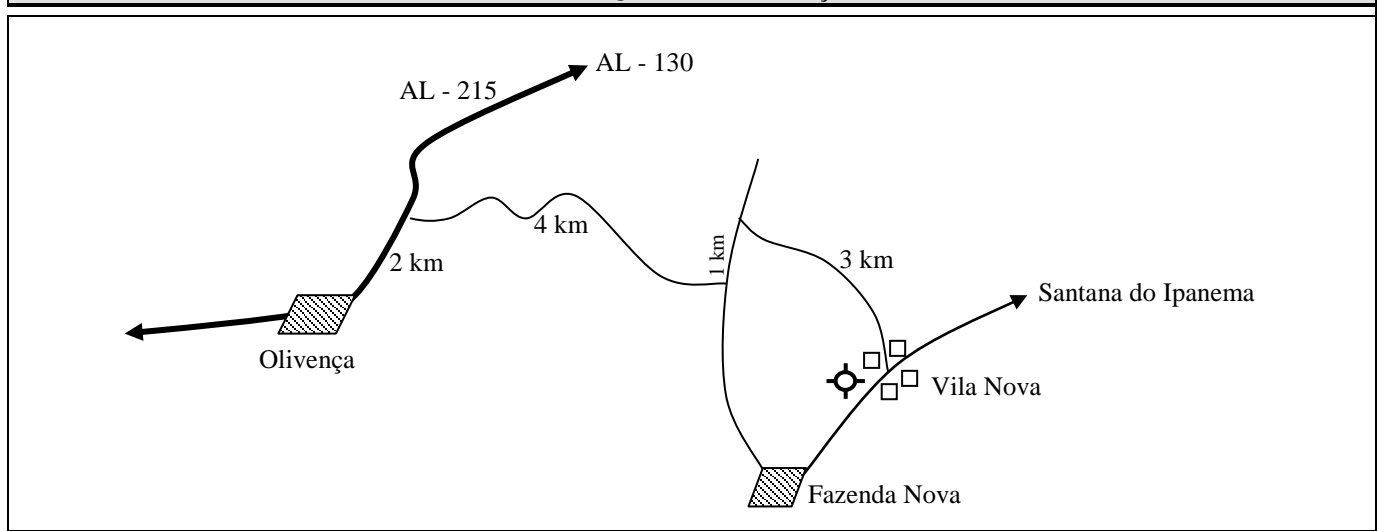 AL - 130
AL - 215
4 km
2 km
1 km
3 km
Santana do Ipanema
Olivença
Vila Nova
Fazenda Nova